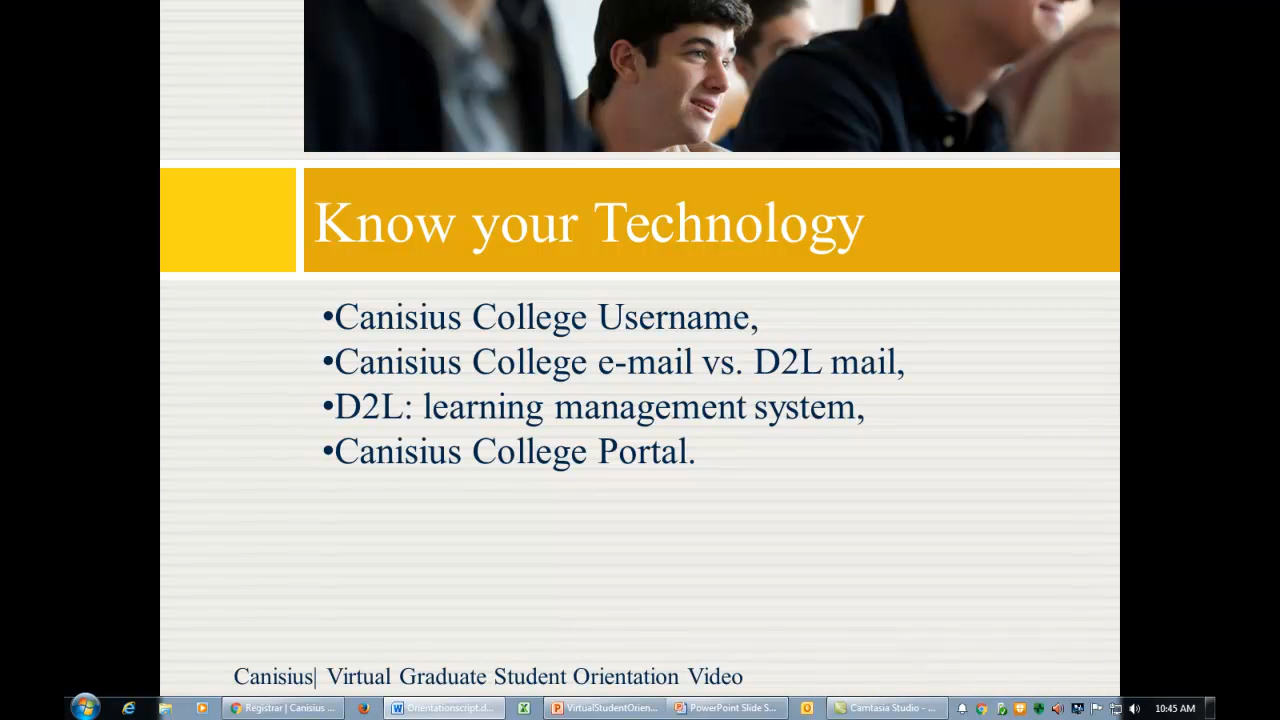 Know your Technology
•Canisius College Username,
•Canisius College e-mail vs. D2L mail,
•D2L: learning management system,
•Canisius College Portal.
Canisius| Virtual Graduate Student Orientation Video
Registrar | Canisius ... Orientationscript.d... VirtualStudentOrien... PowerPoint Slide S... Camtasia Studio - ... 10:45 AM